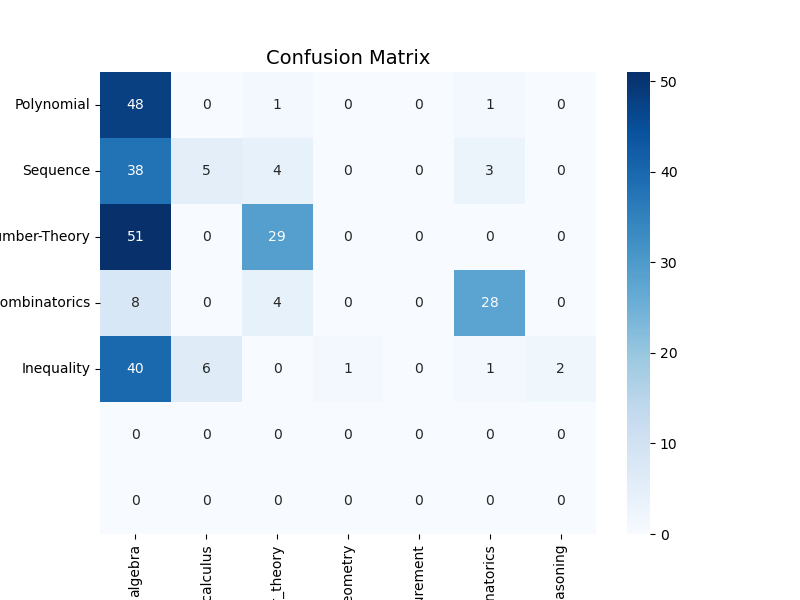 Confusion Matrix
Polynomial 48 0 1 0 0 1 0
Sequence 38 5 4 0 0 3 0
umber-Theory 51 0 29 0 0 0 0
ombinatorics 8 0 4 0 0 28 0
Inequality 40 6 0 1 0 1 2
0 0 0 0 0 0 0
0 0 0 0 0 0 0
algebra
calculus
_theory
eometry
urement
natorics
asoning
50
40
30
20
10
0